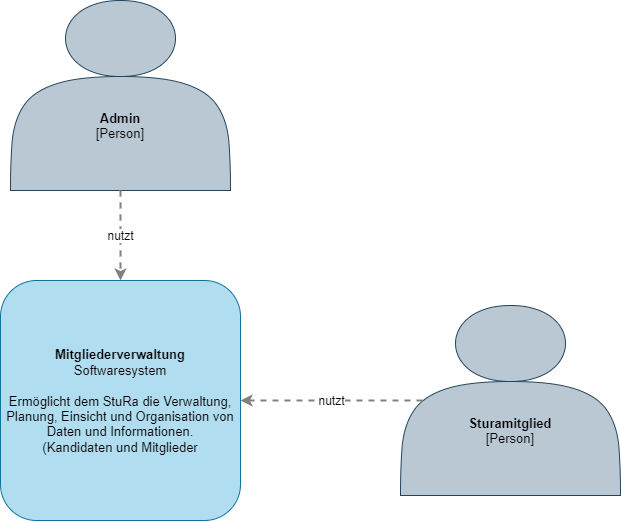 Admin
[Person]
nutzt
Mitgliederverwaltung
Softwaresystem
Ermöglicht dem StuRa die Verwaltung,
Planung, Einsicht und Organisation von
Daten und Informationen.
(Kandidaten und Mitglieder
nutzt
Sturamitglied
[Person]